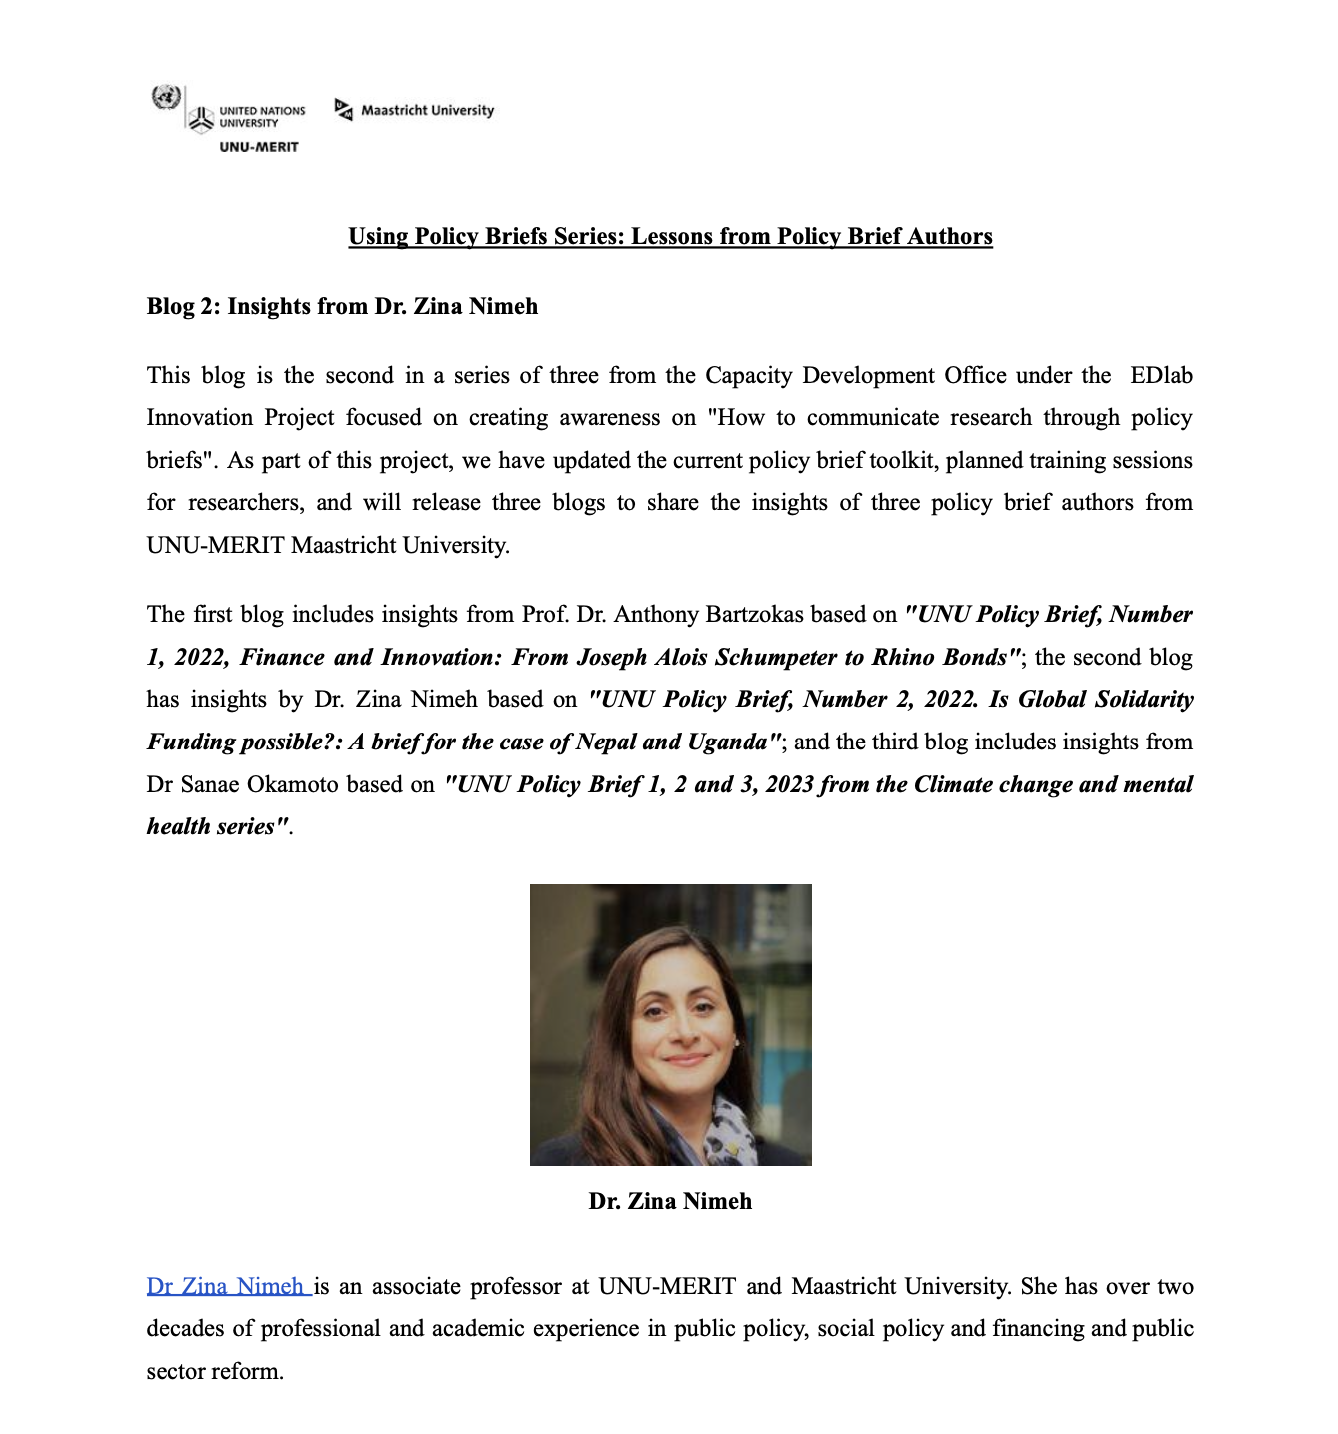 UNITED NATIONS
UNIVERSITY
UNU-MERIT
Maastricht University
Using Policy Briefs Series: Lessons from Policy Brief Authors
Blog 2: Insights from Dr. Zina Nimeh
This blog is the second in a series of three from the Capacity Development Office under the EDlab
Innovation Project focused on creating awareness on "How to communicate research through policy
briefs". As part of this project, we have updated the current policy brief toolkit, planned training sessions
for researchers, and will release three blogs to share the insights of three policy brief authors from
UNU-MERIT Maastricht University.
The first blog includes insights from Prof. Dr. Anthony Bartzokas based on "UNU Policy Brief, Number
1, 2022, Finance and Innovation: From Joseph Alois Schumpeter to Rhino Bonds"; the second blog
has insights by Dr. Zina Nimeh based on "UNU Policy Brief, Number 2, 2022. Is Global Solidarity
Funding possible?: A brief for the case of Nepal and Uganda"; and the third blog includes insights from
Dr Sanae Okamoto based on "UNU Policy Brief 1, 2 and 3, 2023 from the Climate change and mental
health series".
Dr. Zina Nimeh
Dr Zina Nimeh is an associate professor at UNU-MERIT and Maastricht University. She has over two
decades of professional and academic experience in public policy, social policy and financing and public
sector reform.